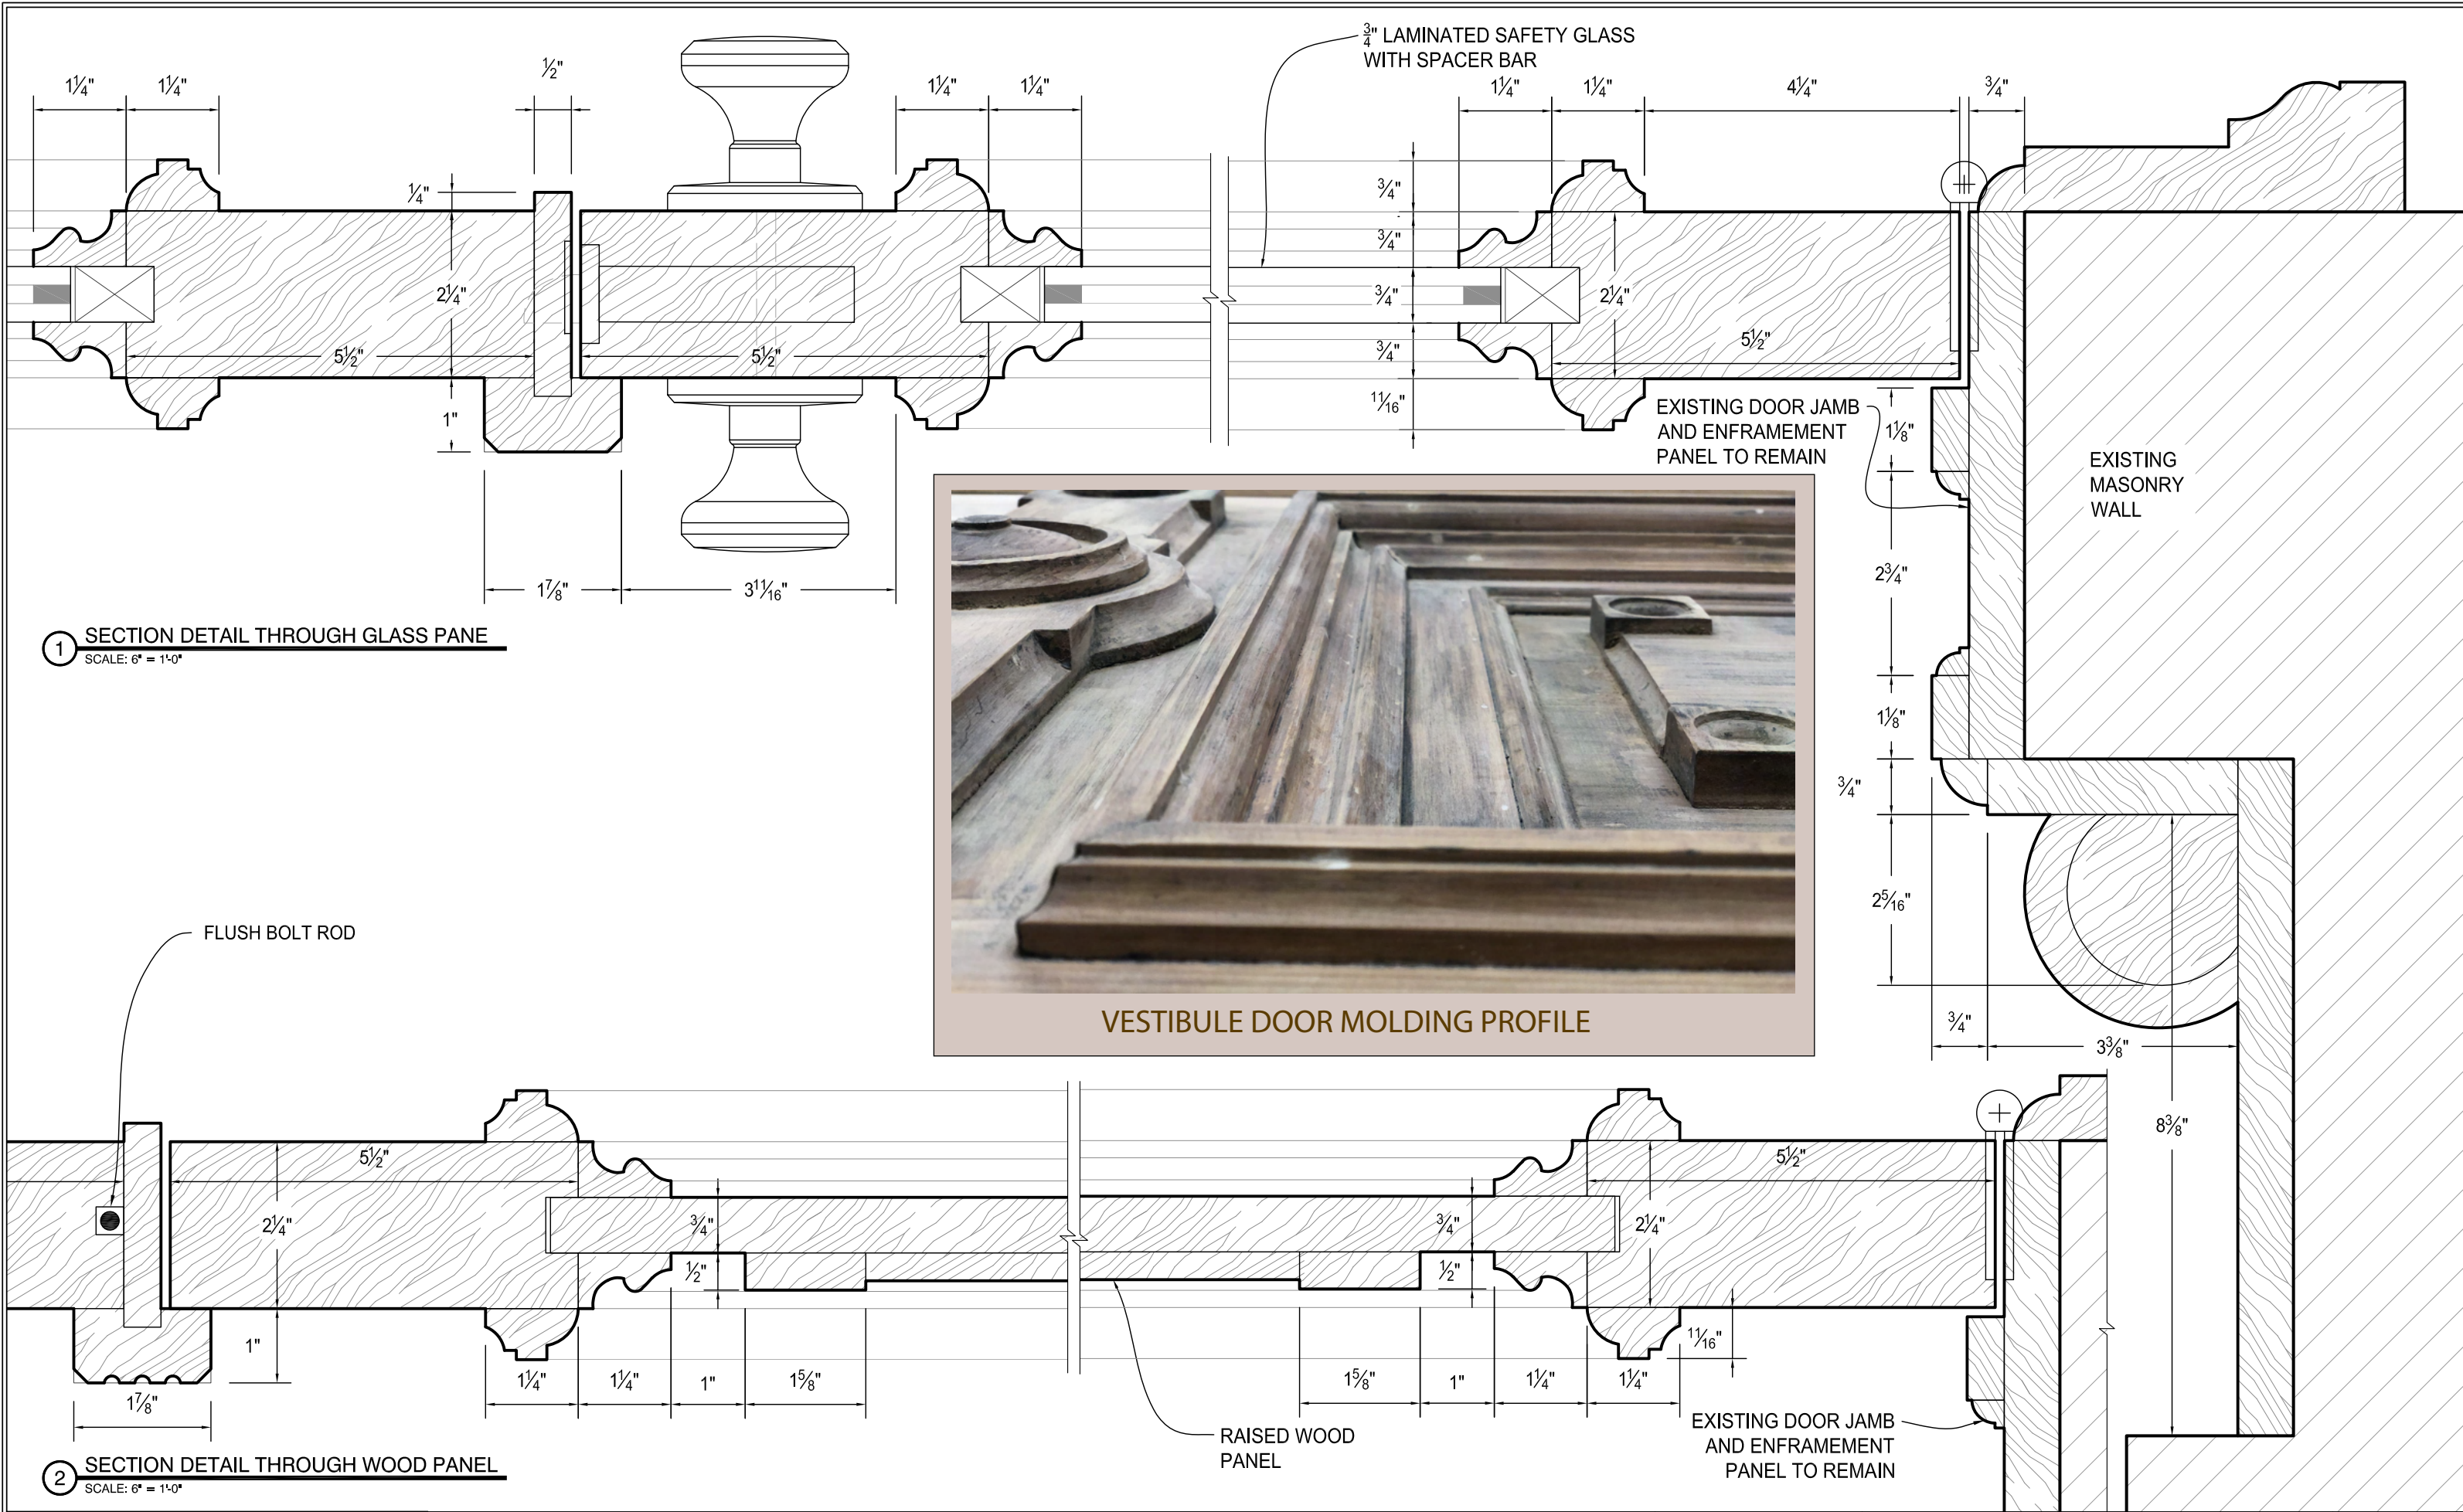 ¾" LAMINATED SAFETY GLASS
WITH SPACER BAR
1¼"
1¼"
½"
1¼"
1¼"
1¼"
1¼"
4¼"
¾"
¼"
¾"
¾"
2¼"
¾"
2¼"
5½"
5½"
¾"
5½"
1"
11⁄16"
EXISTING DOOR JAMB
AND ENFRAMEMENT
PANEL TO REMAIN
1⅛"
EXISTING
MASONRY
WALL
2¾"
1⅞"
3 11⁄16"
1
SECTION DETAIL THROUGH GLASS PANE
SCALE: 6" = 1'-0"
1⅛"
¾"
2 5⁄16"
FLUSH BOLT ROD
VESTIBULE DOOR MOLDING PROFILE
¾"
3⅜"
8⅜"
5½"
5½"
2¼"
¾"
¾"
2¼"
½"
½"
1"
11⁄16"
1¼"
1¼"
1"
1⅝"
1⅝"
1"
1¼"
1¼"
1⅞"
RAISED WOOD
PANEL
EXISTING DOOR JAMB
AND ENFRAMEMENT
PANEL TO REMAIN
2
SECTION DETAIL THROUGH WOOD PANEL
SCALE: 6" = 1'-0"